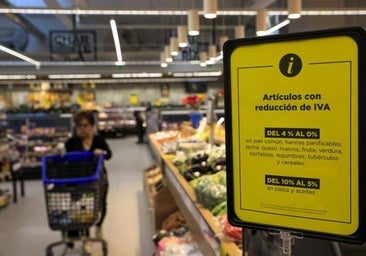 i
Artículos con
reducción de IVA
DEL 4 % AL 0%
en pan común, harinas panificables,
leche, queso, huevos, fruta, verdura,
hortalizas, legumbres, tubérculos
y cereales
DEL 10% AL 5%
en pasta y aceites